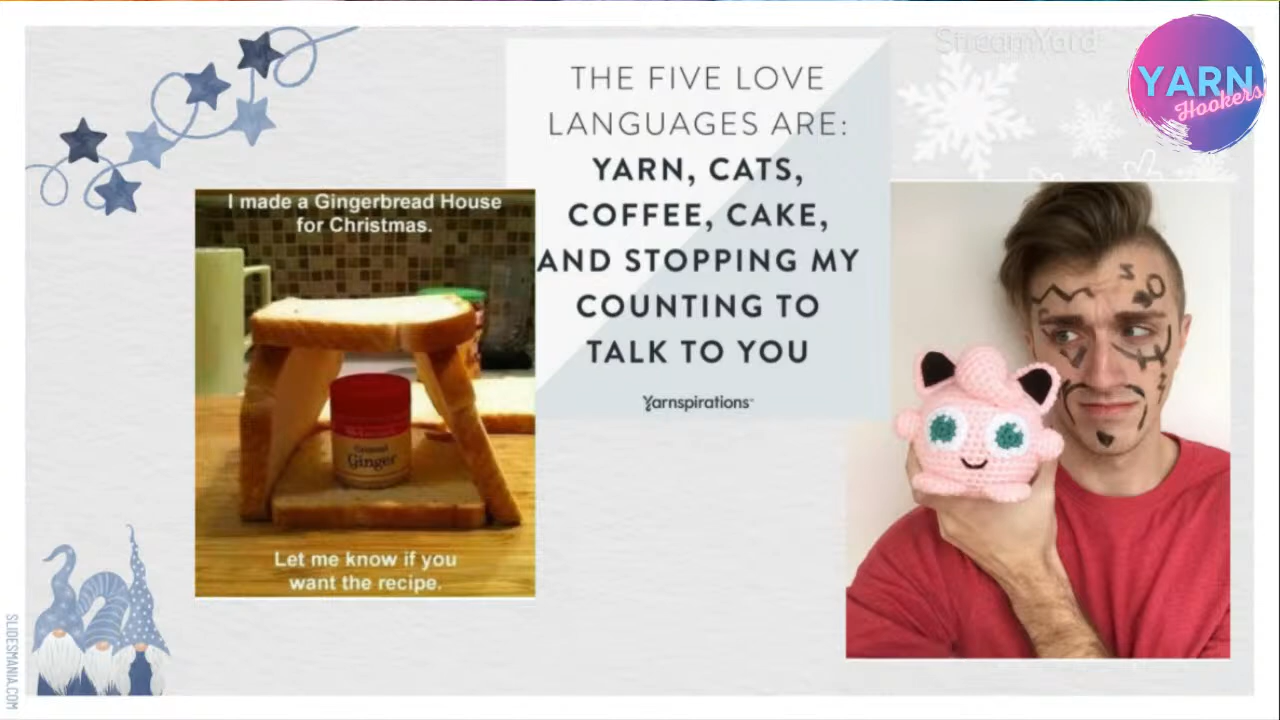 StreamYard
YARN
Hookers
THE FIVE LOVE
LANGUAGES ARE:
YARN, CATS,
COFFEE, CAKE,
AND STOPPING MY
COUNTING TO
TALK TO YOU
Yarnspirations
I made a Gingerbread House
for Christmas.
Ground
Ginger
Let me know if you
want the recipe.
SLIDESMANIA.COM